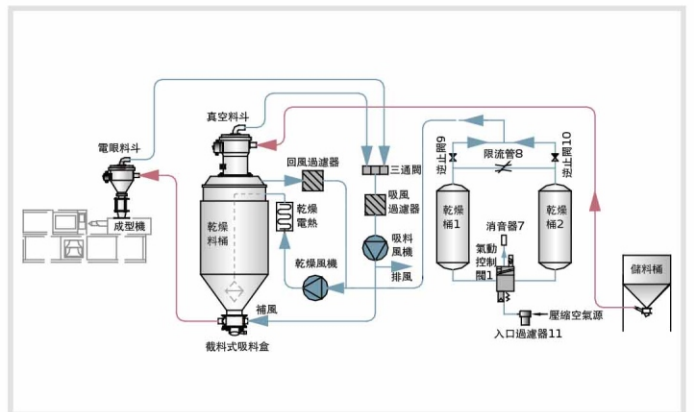 真空料斗
電眼料斗
回風過濾器
三通閥
逆止閥9
限流管8
逆止閥10
吸風
過濾器
乾燥
電熱
乾燥
料桶
成型機
乾燥
桶1
乾燥
桶2
消音器7
氣動
控制
閥1
吸料
風機
排風
乾燥風機
儲料桶
補風
壓縮空氣源
入口過濾器11
截料式吸料盒